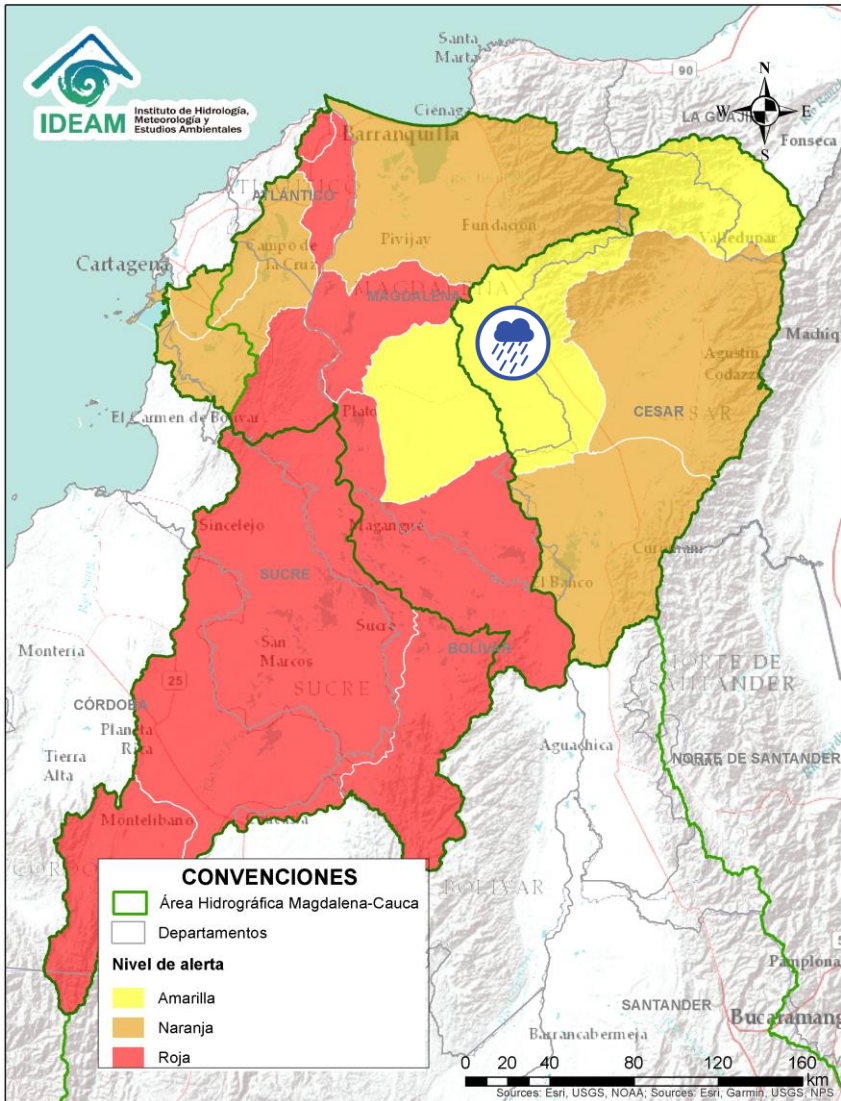 IDEAM
Instituto de Hidrología,
Meteorología y
Estudios Ambientales
Santa
Marta
90
N
W
E
S
LA GUAJI
Fonseca
Ciénaga
Barranquilla
ATLÁNTICO
Valledupar
Campo de
la Cruz
Pivijay
Fundación
Cartagena
MAGDALENA
Machiq
Agustín
Codazzi
El Carmen de Bolívar
Plato
CESAR
Sincelejo
Magangué
SUCRE
El Banco
Sucre
San
Marcos
BOLÍVAR
SUCRE
Montería
25
NORTE DE
SANTANDER
CÓRDOBA
Planeta
Rica
Tierra
Alta
Aguachica
NORTE DE SANTANDER
Montelíbano
Caucasia
BOLÍVAR
CONVENCIONES
Área Hidrográfica Magdalena-Cauca
Departamentos
Nivel de alerta
Amarilla
Naranja
Roja
Pamplona
SANTANDER
Bucaramang
Barrancabermeja
0 20 40 80 120 160
km
Sources: Esri, USGS, NOAA; Sources: Esri, Garmin, USGS, NPS